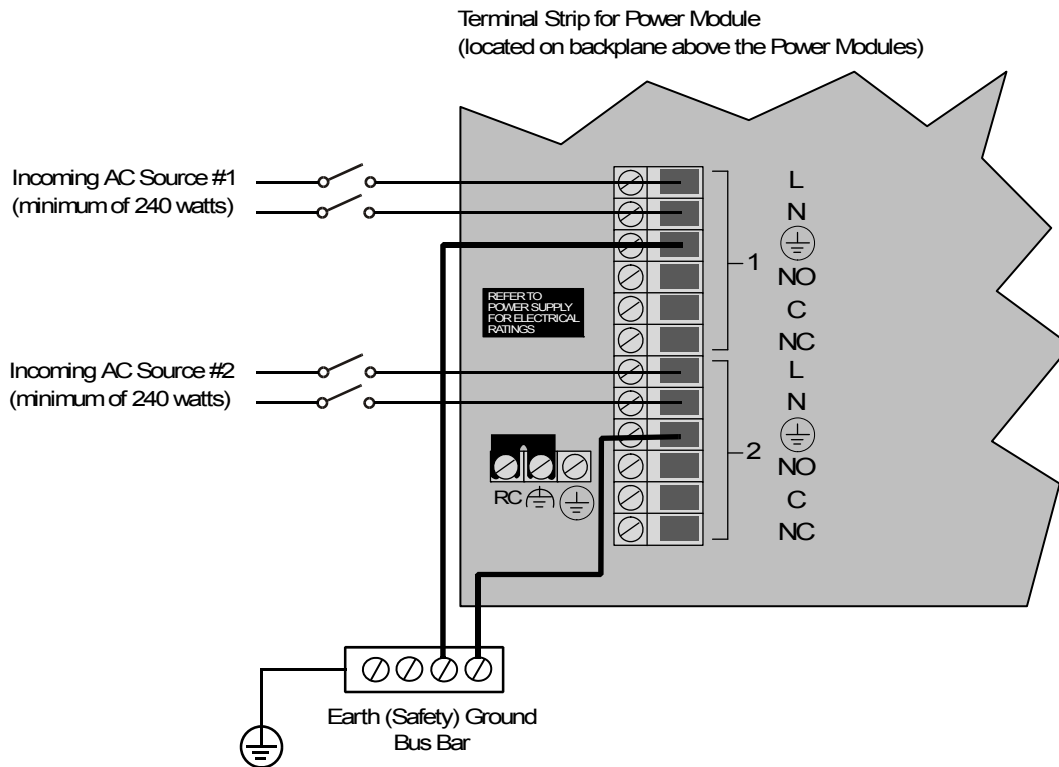 Terminal Strip for Power Module
(located on backplane above the Power Modules)
Incoming AC Source #1
(minimum of 240 watts)
L
N
NO
C
NC
1
REFER TO
POWER SUPPLY
FOR ELECTRICAL
RATINGS
Incoming AC Source #2
(minimum of 240 watts)
L
N
NO
C
NC
2
RC
Earth (Safety) Ground
Bus Bar